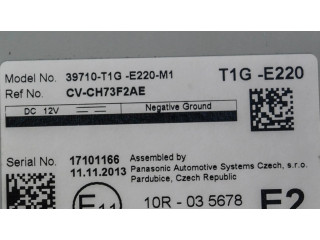 Model No. 39710-T1G -E220-M1 T1G -E220
Ref No. CV-CH73F2AE
DC 12V Negative Ground
Serial No. 17101166 Assembled by
11.11.2013 Panasonic Automotive Systems Czech, s.r.o.
Pardubice, Czech Republic
E11 10R - 03 5678 E2